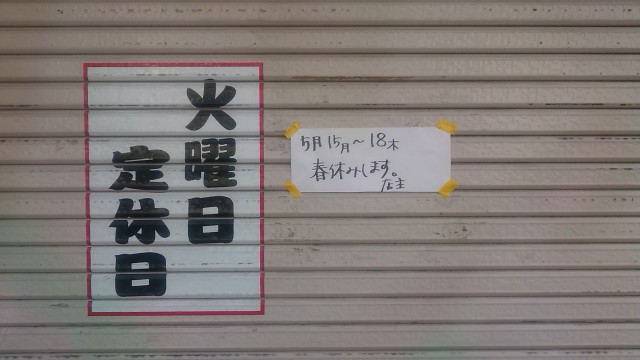 火曜日
定休日
5月15月〜18木
春休みします。
店主